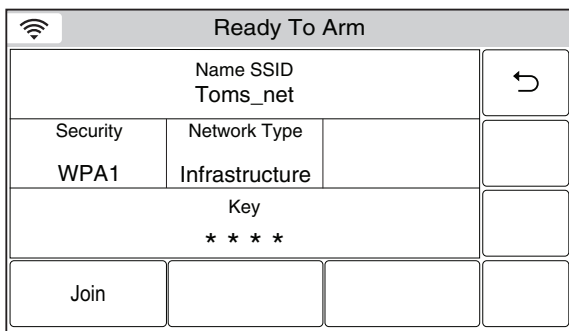 Ready To Arm
Name SSID
Toms_net
Security
Network Type
WPA1
Infrastructure
Key
* * * *
Join